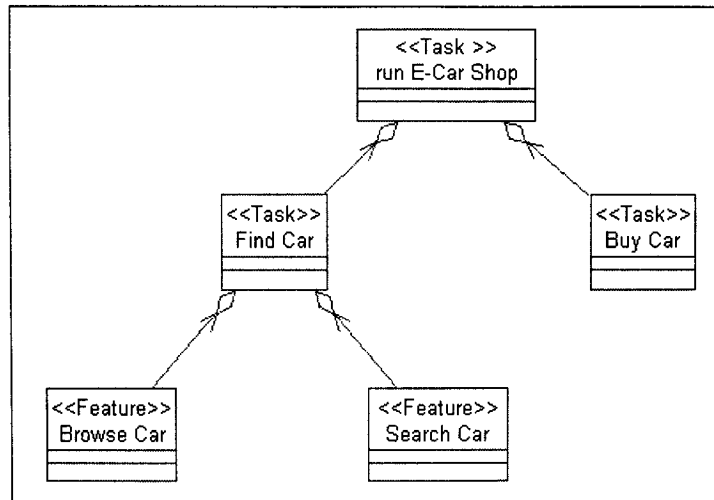 <<Task >>
run E-Car Shop
<<Task>>
Find Car
<<Task>>
Buy Car
<<Feature>>
Browse Car
<<Feature>>
Search Car